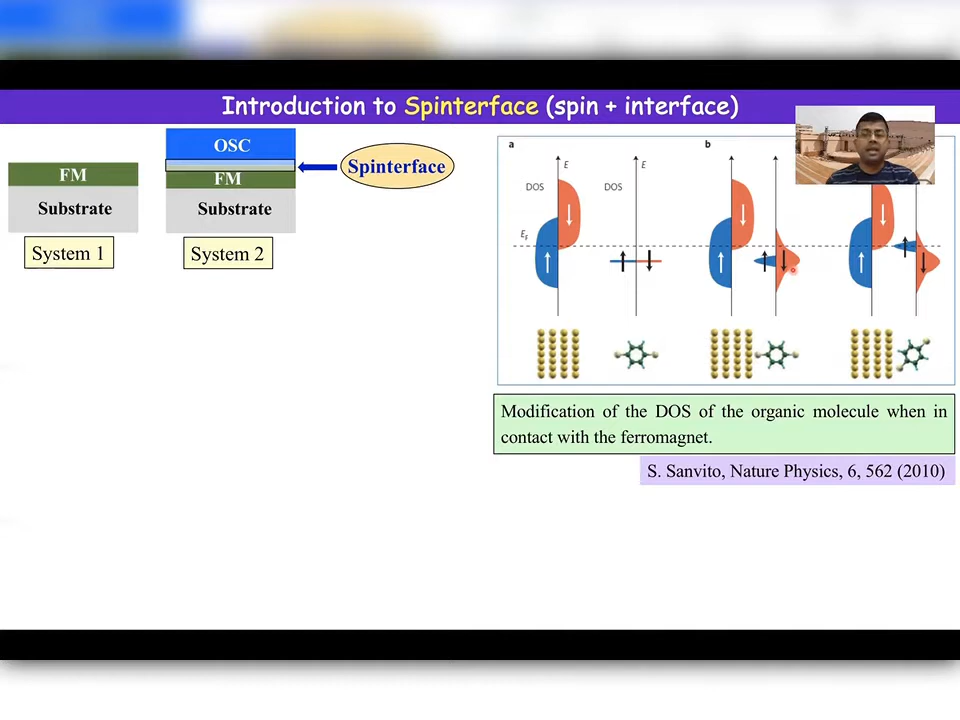 Introduction to Spinterface (spin + interface)
OSC
FM
Spinterface
FM
Substrate
Substrate
System 1
System 2
a
b
E
E
DOS
DOS
E_F
Modification of the DOS of the organic molecule when in
contact with the ferromagnet.
S. Sanvito, Nature Physics, 6, 562 (2010)